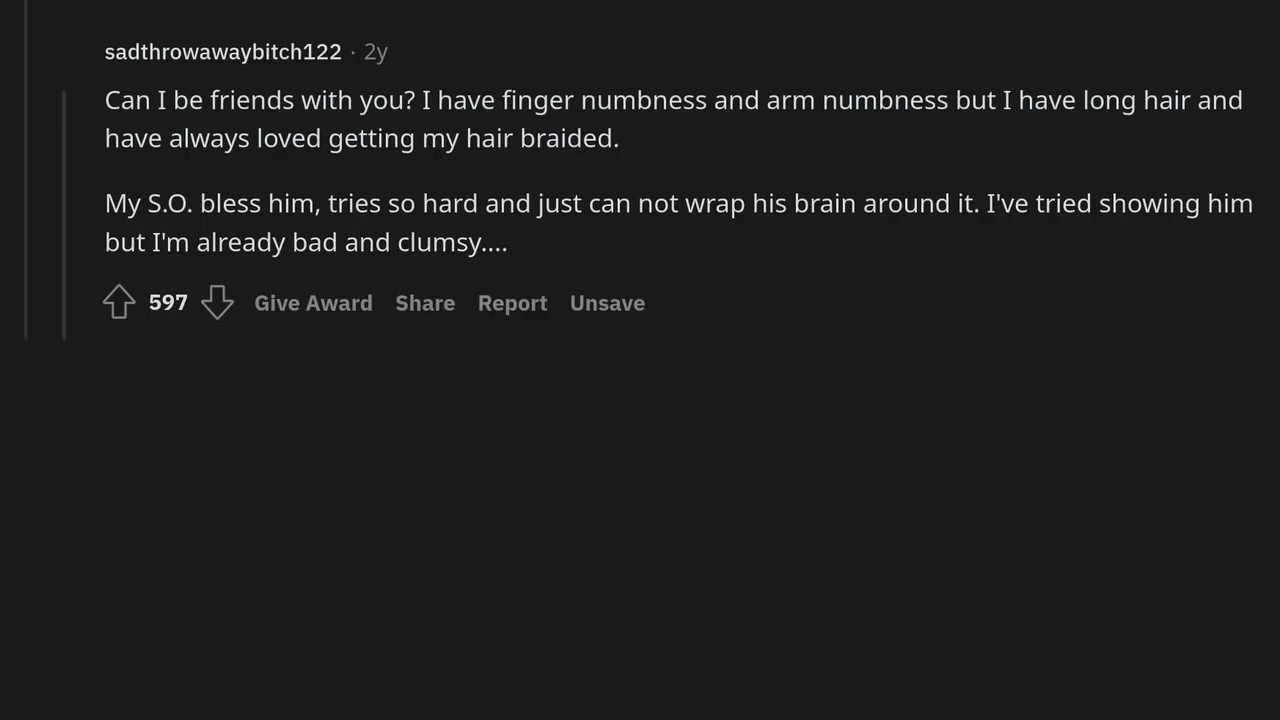 sadthrowawaybitch122 · 2y
Can I be friends with you? I have finger numbness and arm numbness but I have long hair and
have always loved getting my hair braided.
My S.O. bless him, tries so hard and just can not wrap his brain around it. I've tried showing him
but I'm already bad and clumsy....
597 Give Award Share Report Unsave